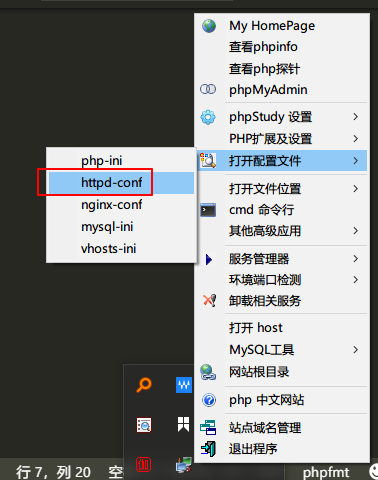 My HomePage
查看phpinfo
查看php探针
phpMyAdmin
phpStudy 设置
PHP扩展及设置
打开配置文件
php-ini
httpd-conf
nginx-conf
mysql-ini
vhosts-ini
打开文件位置
cmd 命令行
其他高级应用
服务管理器
环境端口检测
卸载相关服务
打开 host
MySQL工具
网站根目录
php 中文网站
站点域名管理
退出程序
行 7，列 20
空
phpfmt